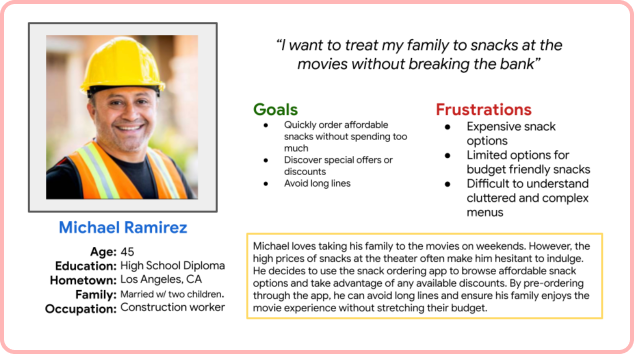 “I want to treat my family to snacks at the
movies without breaking the bank”
Goals
● Quickly order affordable
snacks without spending too
much
● Discover special offers or
discounts
● Avoid long lines
Frustrations
● Expensive snack
options
● Limited options for
budget friendly snacks
● Difficult to understand
cluttered and complex
menus
Michael Ramirez
Age: 45
Education: High School Diploma
Hometown: Los Angeles, CA
Family: Married w/ two children.
Occupation: Construction worker
Michael loves taking his family to the movies on weekends. However, the
high prices of snacks at the theater often make him hesitant to indulge.
He decides to use the snack ordering app to browse affordable snack
options and take advantage of any available discounts. By pre-ordering
through the app, he can avoid long lines and ensure his family enjoys the
movie experience without stretching their budget.